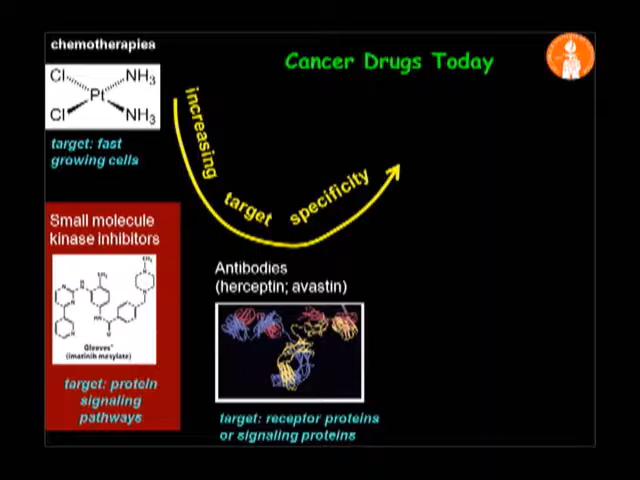 chemotherapies
Cancer Drugs Today
Cl
NH3
Pt
Cl
NH3
target: fast
growing cells
increasing target specificity
Small molecule
kinase inhibitors
Gleevec™
(imatinib mesylate)
target: protein
signaling
pathways
Antibodies
(herceptin; avastin)
target: receptor proteins
or signaling proteins